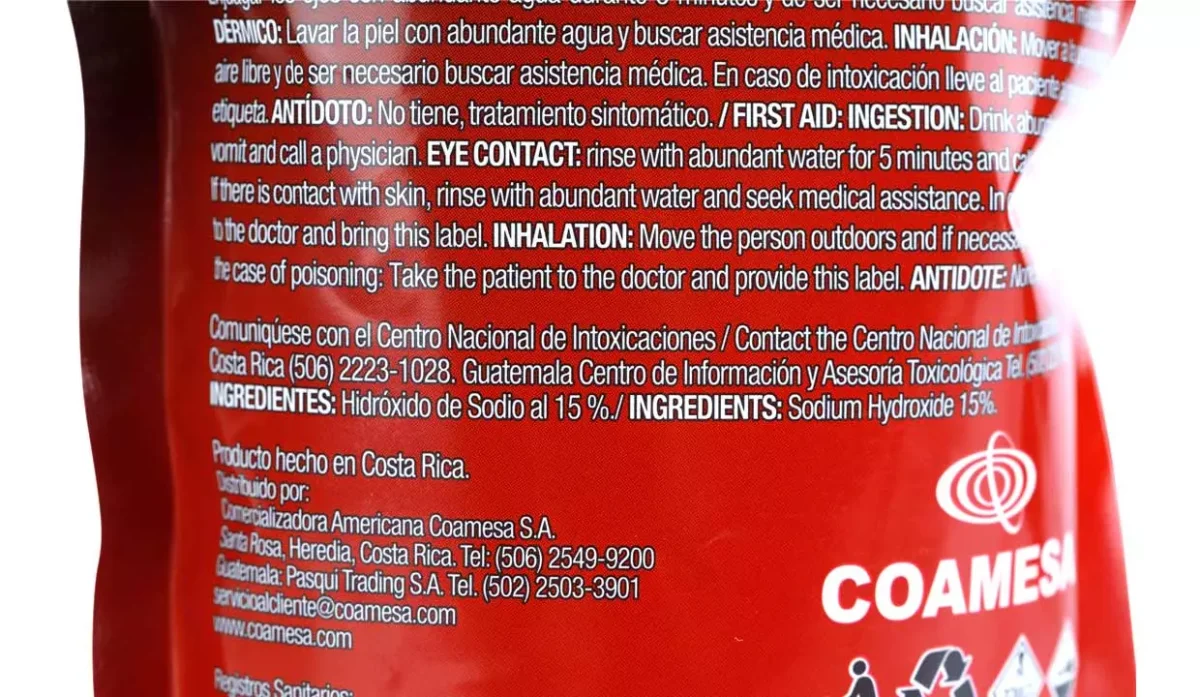 DÉRMICO: Lavar la piel con abundante agua y buscar asistencia médica. INHALACIÓN: Mover a la
aire libre y de ser necesario buscar asistencia médica. En caso de intoxicación lleve al paciente
etiqueta. ANTÍDOTO: No tiene, tratamiento sintomático. / FIRST AID: INGESTION: Drink
vomit and call a physician. EYE CONTACT: rinse with abundant water for 5 minutes and
If there is contact with skin, rinse with abundant water and seek medical assistance. In
to the doctor and bring this label. INHALATION: Move the person outdoors and if
the case of poisoning: Take the patient to the doctor and provide this label. ANTIDOTE:
Comuniqúese con el Centro Nacional de Intoxicaciones / Contact the Centro Nacional de
Costa Rica (506) 2223-1028. Guatemala Centro de Información y Asesoría Toxicológica Tel.
INGREDIENTES: Hidróxido de Sodio al 15 %./ INGREDIENTS: Sodium Hydroxide 15%.
Producto hecho en Costa Rica.
Distribuido por:
Comercializadora Americana Coamesa S.A.
Santa Rosa, Heredia, Costa Rica. Tel: (506) 2549-9200
Guatemala: Pasqui Trading S.A. Tel. (502) 2503-3901
servicioalcliente@coamesa.com
www.coamesa.com
COAMESA
Registros Sanitarios: